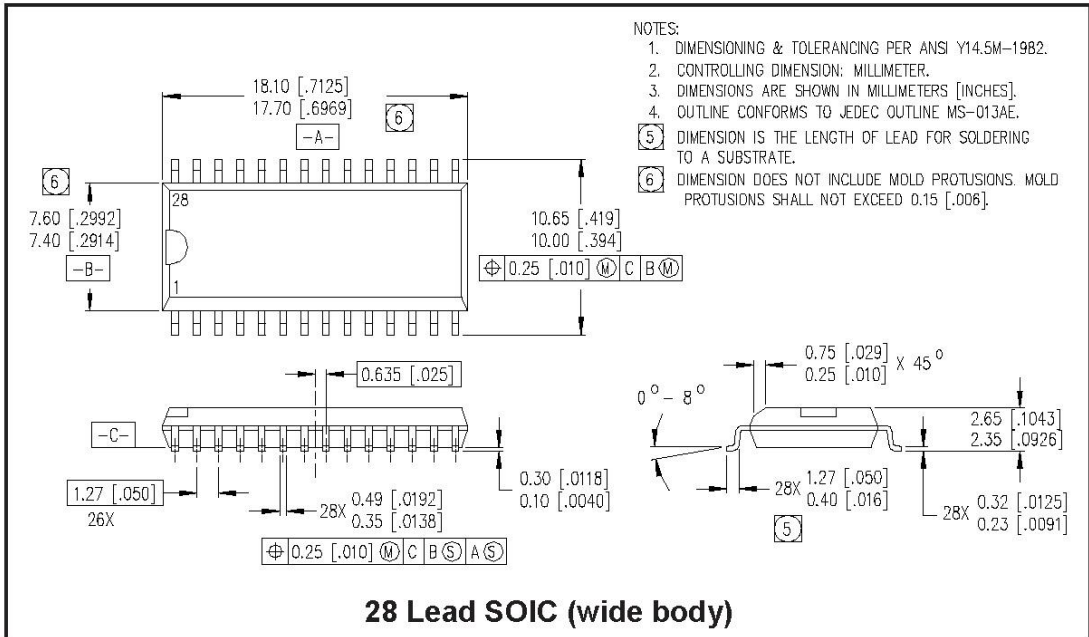 NOTES:
1. DIMENSIONING & TOLERANCING PER ANSI Y14.5M-1982.
2. CONTROLLING DIMENSION: MILLIMETER.
3. DIMENSIONS ARE SHOWN IN MILLIMETERS [INCHES].
4. OUTLINE CONFORMS TO JEDEC OUTLINE MS-013AE.
5 DIMENSION IS THE LENGTH OF LEAD FOR SOLDERING
TO A SUBSTRATE.
6 DIMENSION DOES NOT INCLUDE MOLD PROTUSIONS. MOLD
PROTUSIONS SHALL NOT EXCEED 0.15 [.006].
18.10 [.7125]
17.70 [.6969]
6
-A-
6
7.60 [.2992]
7.40 [.2914]
-B-
28
1
10.65 [.419]
10.00 [.394]
⌖ 0.25 [.010] Ⓜ C B Ⓜ
0.635 [.025]
-C-
1.27 [.050]
26X
28X 0.49 [.0192]
0.35 [.0138]
⌖ 0.25 [.010] Ⓜ C B Ⓢ A Ⓢ
0.30 [.0118]
0.10 [.0040]
0.75 [.029]
0.25 [.010] X 45°
0° - 8°
2.65 [.1043]
2.35 [.0926]
28X 1.27 [.050]
0.40 [.016]
5
28X 0.32 [.0125]
0.23 [.0091]
28 Lead SOIC (wide body)